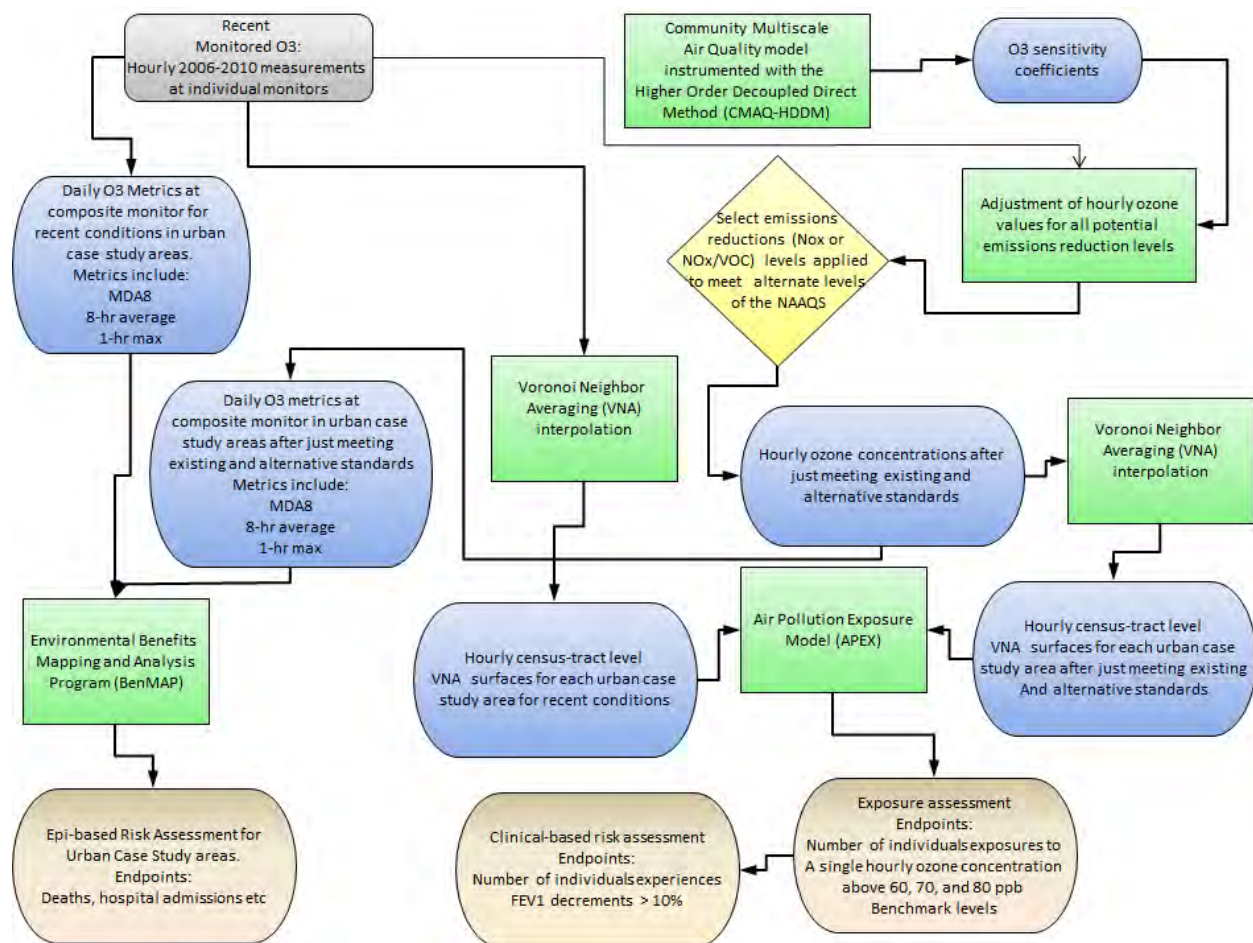 Recent
Monitored O3:
Hourly 2006-2010 measurements
at individual monitors
Community Multiscale
Air Quality model
instrumented with the
Higher Order Decoupled Direct
Method (CMAQ-HDDM)
O3 sensitivity
coefficients
Daily O3 Metrics at
composite monitor for
recent conditions in urban
case study areas.
Metrics include:
MDA8
8-hr average
1-hr max
Select emissions
reductions (Nox or
NOx/VOC) levels applied
to meet alternate levels
of the NAAQS
Adjustment of hourly ozone
values for all potential
emissions reduction levels
Daily O3 metrics at
composite monitor in urban case
study areas after just meeting
existing and alternative standards
Metrics include:
MDA8
8-hr average
1-hr max
Voronoi Neighbor
Averaging (VNA)
interpolation
Hourly ozone concentrations after
just meeting existing and
alternative standards
Voronoi Neighbor
Averaging (VNA)
interpolation
Environmental Benefits
Mapping and Analysis
Program (BenMAP)
Hourly census-tract level
VNA surfaces for each urban case
study area for recent conditions
Air Pollution Exposure
Model (APEX)
Hourly census-tract level
VNA surfaces for each urban case
study area after just meeting existing
And alternative standards
Epi-based Risk Assessment for
Urban Case Study areas.
Endpoints:
Deaths, hospital admissions etc
Clinical-based risk assessment
Endpoints:
Number of individuals experiences
FEV1 decrements > 10%
Exposure assessment
Endpoints:
Number of individuals exposures to
A single hourly ozone concentration
above 60, 70, and 80 ppb
Benchmark levels